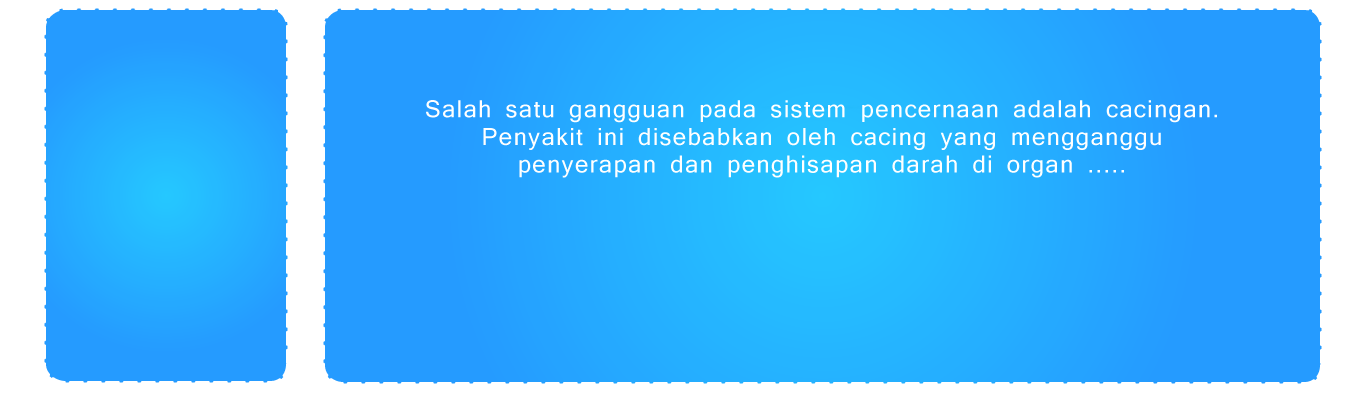 Salah satu gangguan pada sistem pencernaan adalah cacingan.
Penyakit ini disebabkan oleh cacing yang mengganggu
penyerapan dan penghisapan darah di organ .....